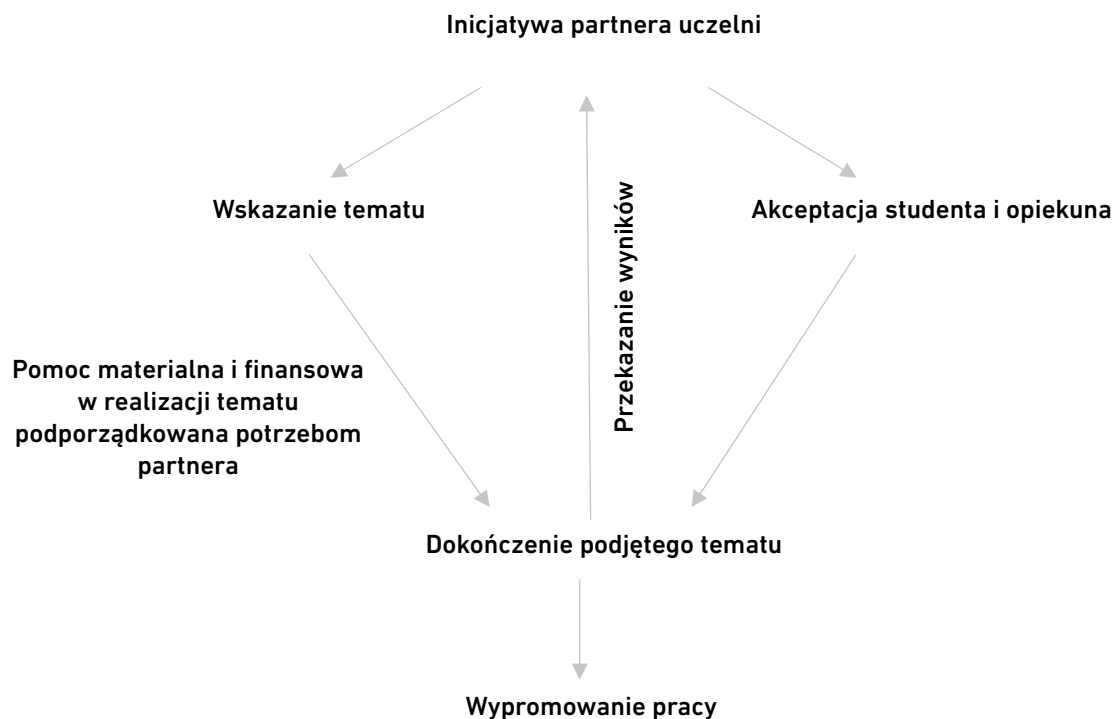 Inicjatywa partnera uczelni
Wskazanie tematu
Przekazanie wyników
Akceptacja studenta i opiekuna
Pomoc materialna i finansowa
w realizacji tematu
podporządkowana potrzebom
partnera
Dokończenie podjętego tematu
Wypromowanie pracy